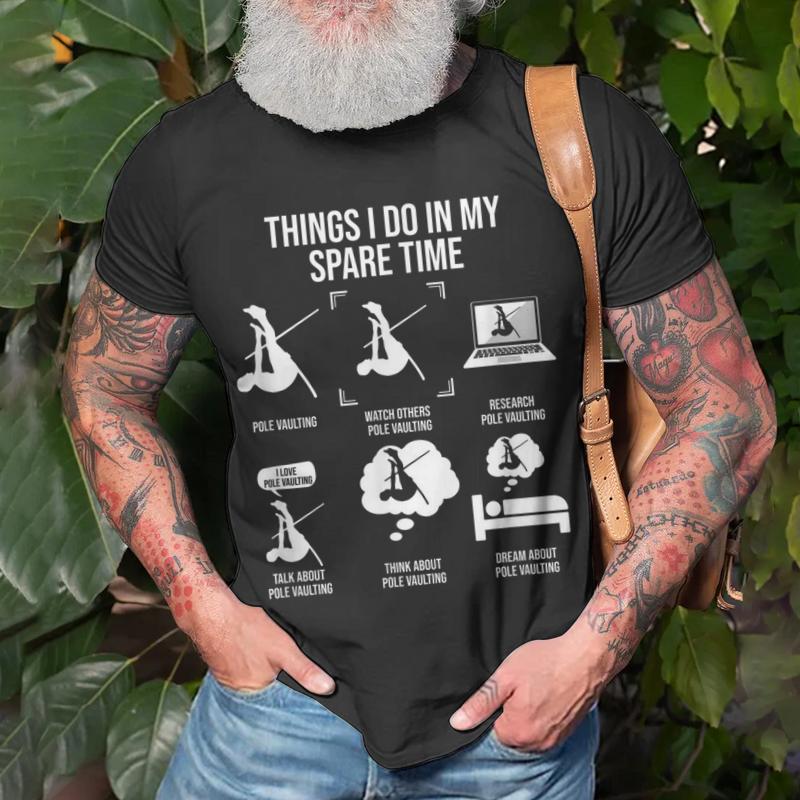 THINGS I DO IN MY
SPARE TIME
POLE VAULTING
WATCH OTHERS
POLE VAULTING
RESEARCH
POLE VAULTING
I LOVE
POLE VAULTING
TALK ABOUT
POLE VAULTING
THINK ABOUT
POLE VAULTING
DREAM ABOUT
POLE VAULTING